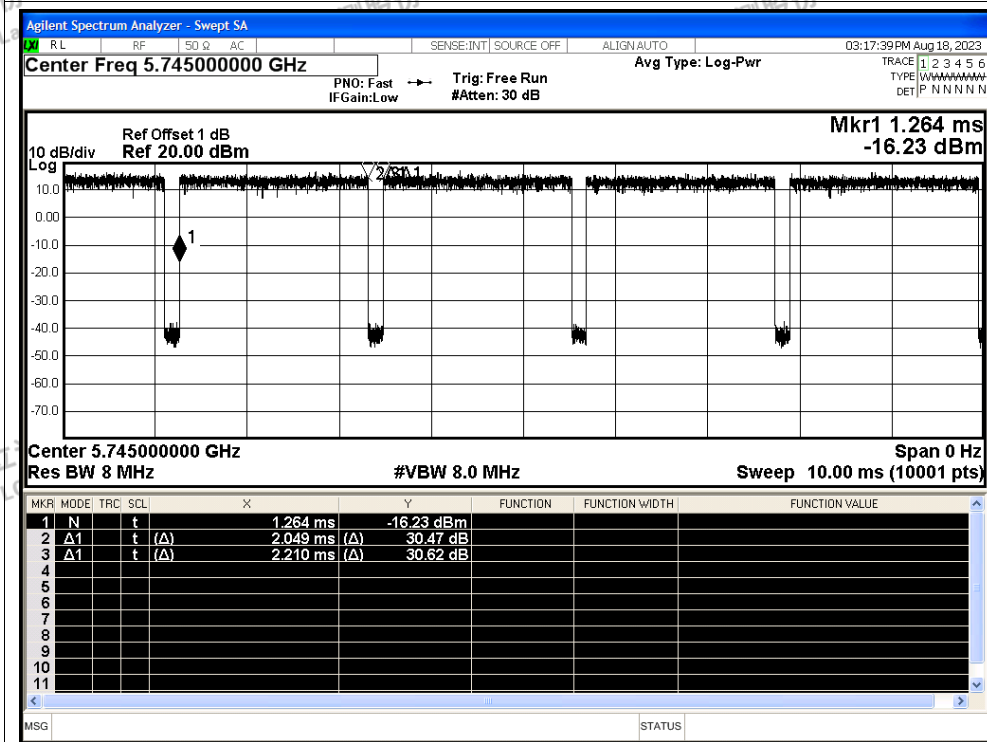 Agilent Spectrum Analyzer - Swept SA
LXI RL RF 50 Ω AC SENSE:INT SOURCE OFF ALIGN AUTO 03:17:39 PM Aug 18, 2023
Center Freq 5.745000000 GHz
PNO: Fast
IFGain:Low
Trig: Free Run
#Atten: 30 dB
Avg Type: Log-Pwr
TRACE 1 2 3 4 5 6
TYPE W
DET P N N N N N
Ref Offset 1 dB
Ref 20.00 dBm
10 dB/div
Log
Mkr1 1.264 ms
-16.23 dBm
10.0
0.00
-10.0
-20.0
-30.0
-40.0
-50.0
-60.0
-70.0
1
Center 5.745000000 GHz
Span 0 Hz
Res BW 8 MHz
#VBW 8.0 MHz
Sweep 10.00 ms (10001 pts)
MKR MODE TRC SCL X Y FUNCTION FUNCTION WIDTH FUNCTION VALUE
1 N t 1.264 ms -16.23 dBm
2 Δ1 t (Δ) 2.049 ms (Δ) 30.47 dB
3 Δ1 t (Δ) 2.210 ms (Δ) 30.62 dB
4
5
6
7
8
9
10
11
MSG
STATUS